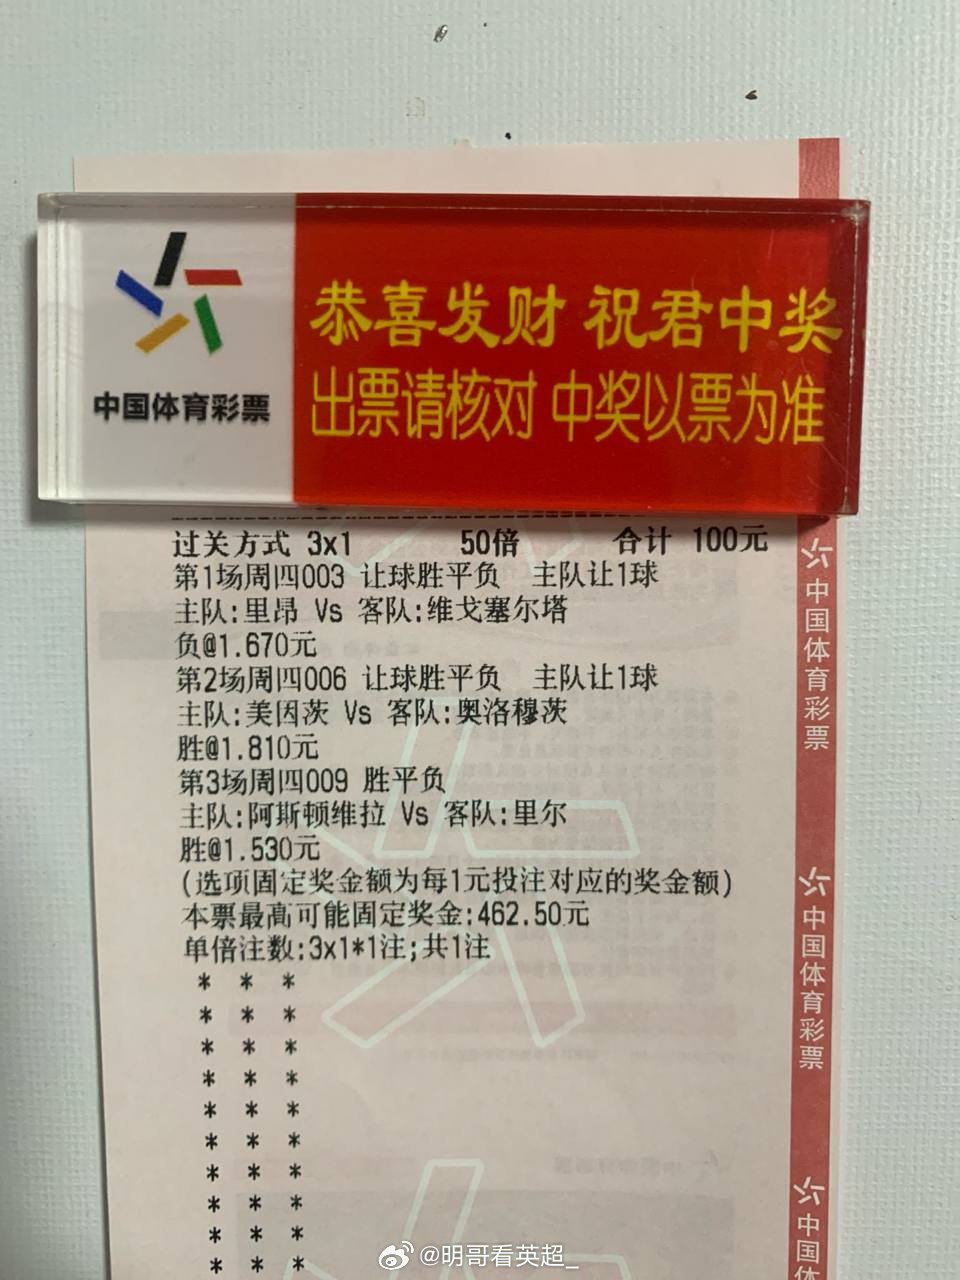 恭喜发财 祝君中奖
中国体育彩票
出票请核对 中奖以票为准
过关方式 3x1 50倍 合计 100元
第1场周四003 让球胜平负 主队让1球
主队:里昂 Vs 客队:维戈塞尔塔
负@1.670元
第2场周四006 让球胜平负 主队让1球
主队:美因茨 Vs 客队:奥洛穆茨
胜@1.810元
第3场周四009 胜平负
主队:阿斯顿维拉 Vs 客队:里尔
胜@1.530元
(选项固定奖金额为每1元投注对应的奖金额)
本票最高可能固定奖金:462.50元
单倍注数:3x1*1注;共1注
* * *
* * *
* * *
* * *
* * *
* * *
* * *
* * *
* * *
* * *
中国体育彩票
中国体育彩票
中国体
@明哥看英超_